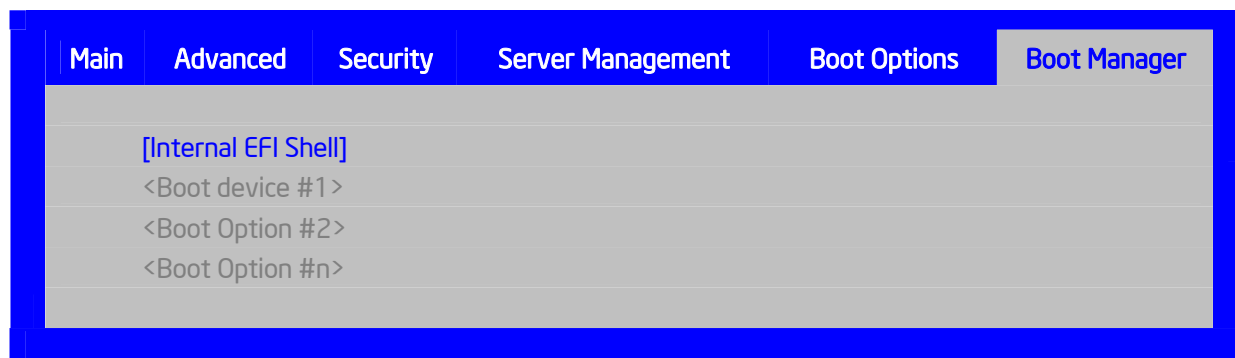 Main Advanced Security Server Management Boot Options Boot Manager
[Internal EFI Shell]
<Boot device #1>
<Boot Option #2>
<Boot Option #n>